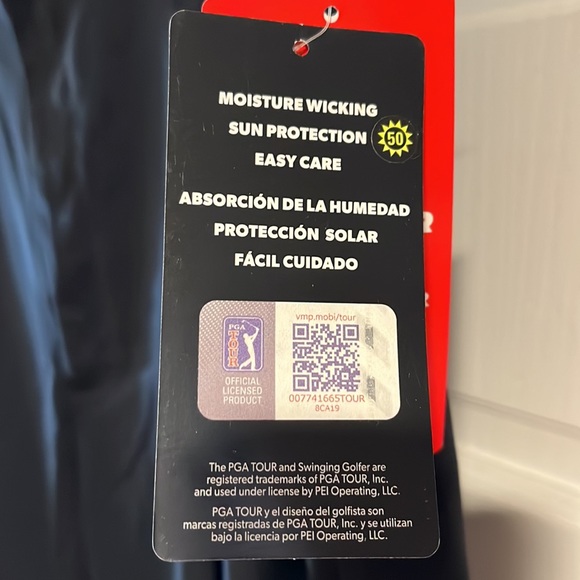 MOISTURE WICKING
SUN PROTECTION 50
EASY CARE
ABSORCIÓN DE LA HUMEDAD
PROTECCIÓN SOLAR
FÁCIL CUIDADO
vmp.mobi/tour
PGA
TOUR
OFFICIAL
LICENSED
PRODUCT
007741665TOUR
BCA19
The PGA TOUR and Swinging Golfer are
registered trademarks of PGA TOUR, Inc.
and used under license by PEI Operating, LLC.
PGA TOUR y el diseño del golfista son
marcas registradas de PGA TOUR, Inc. y se utilizan
bajo la licencia por PEI Operating, LLC.
R
R